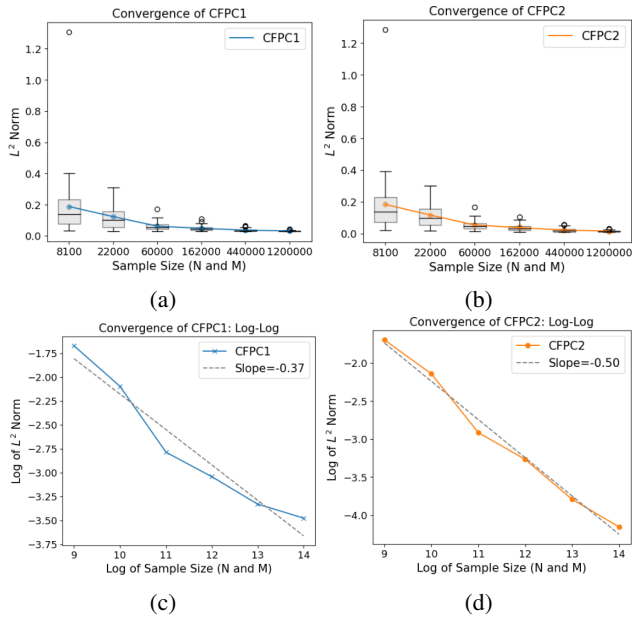 Convergence of CFPC1
CFPC1
L² Norm
1.2
1.0
0.8
0.6
0.4
0.2
0.0
8100 22000 60000 162000 440000 1200000
Sample Size (N and M)
(a)
Convergence of CFPC2
CFPC2
L² Norm
1.2
1.0
0.8
0.6
0.4
0.2
0.0
8100 22000 60000 162000 440000 1200000
Sample Size (N and M)
(b)
Convergence of CFPC1: Log-Log
CFPC1
Slope=-0.37
Log of L² Norm
−1.75
−2.00
−2.25
−2.50
−2.75
−3.00
−3.25
−3.50
−3.75
9 10 11 12 13 14
Log of Sample Size (N and M)
(c)
Convergence of CFPC2: Log-Log
CFPC2
Slope=-0.50
Log of L² Norm
−2.0
−2.5
−3.0
−3.5
−4.0
9 10 11 12 13 14
Log of Sample Size (N and M)
(d)